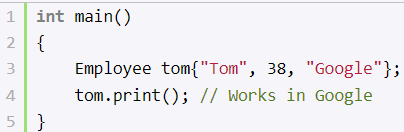 1 int main()
2 {
3     Employee tom{"Tom", 38, "Google"};
4     tom.print(); // Works in Google
5 }